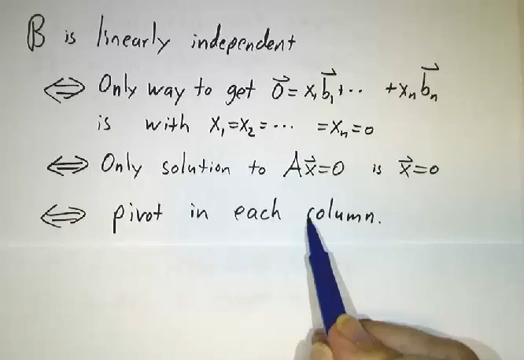 B is linearly independent
⟺ Only way to get 0⃗ = x₁b⃗₁ + ⋯ + xₙb⃗ₙ
is with x₁=x₂=⋯ =xₙ=0
⟺ Only solution to Ax⃗=0 is x⃗=0
⟺ pivot in each column.